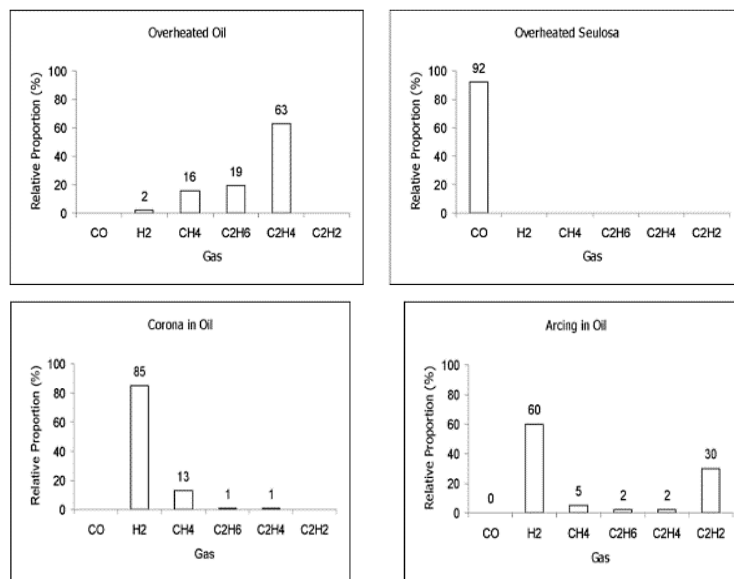 Overheated Oil
Relative Proportion (%)
100
80
60
40
20
0
2
16
19
63
CO H2 CH4 C2H6 C2H4 C2H2
Gas
Overheated Seulosa
Relative Proportion (%)
100
80
60
40
20
0
92
CO H2 CH4 C2H6 C2H4 C2H2
Gas
Corona in Oil
Relative Proportion (%)
100
80
60
40
20
0
85
13
1
1
CO H2 CH4 C2H6 C2H4 C2H2
Gas
Arcing in Oil
Relative Proportion (%)
100
80
60
40
20
0
0
60
5
2
2
30
CO H2 CH4 C2H6 C2H4 C2H2
Gas